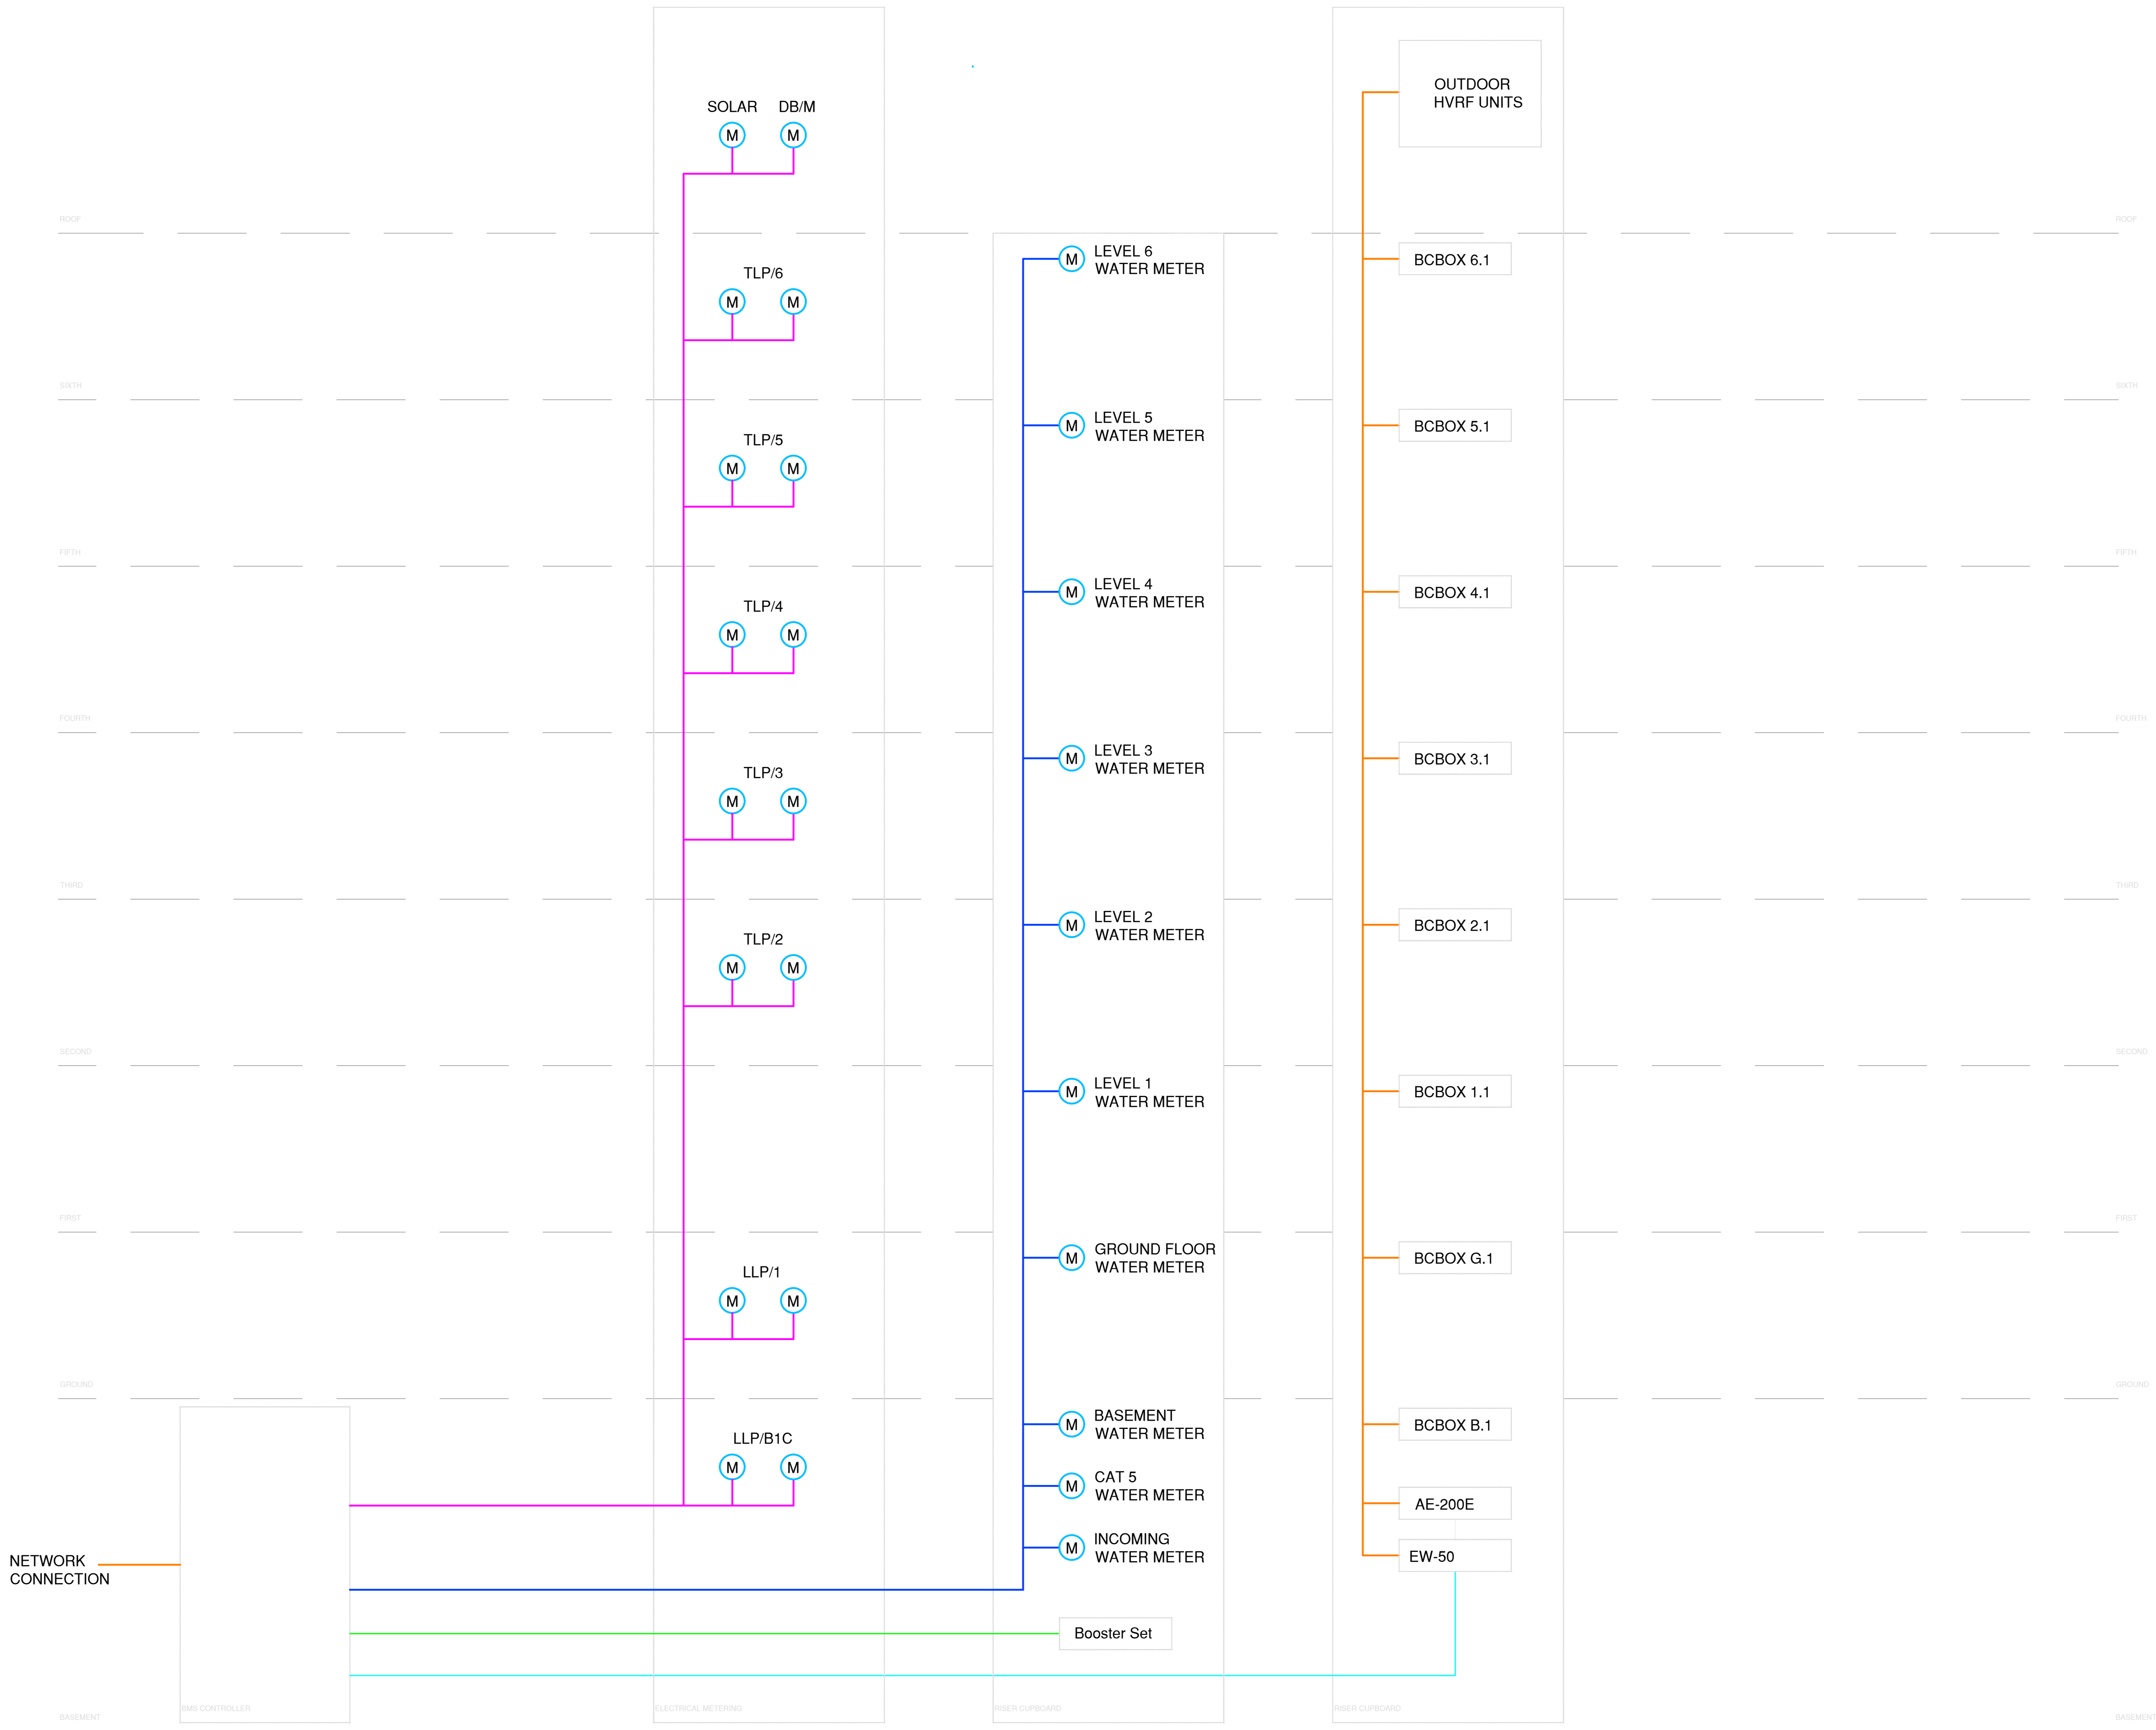 OUTDOOR
HVRF UNITS
SOLAR DB/M
M M
ROOF ROOF
LEVEL 6
M WATER METER
BCBOX 6.1
TLP/6
M M
SIXTH SIXTH
LEVEL 5
M WATER METER
BCBOX 5.1
TLP/5
M M
FIFTH FIFTH
LEVEL 4
M WATER METER
BCBOX 4.1
TLP/4
M M
FOURTH FOURTH
LEVEL 3
M WATER METER
BCBOX 3.1
TLP/3
M M
THIRD THIRD
LEVEL 2
M WATER METER
BCBOX 2.1
TLP/2
M M
SECOND SECOND
LEVEL 1
M WATER METER
BCBOX 1.1
FIRST FIRST
GROUND FLOOR
M WATER METER
BCBOX G.1
LLP/1
M M
GROUND GROUND
BASEMENT
M WATER METER
BCBOX B.1
LLP/B1C
M M
CAT 5
M WATER METER
AE-200E
INCOMING
M WATER METER
EW-50
NETWORK
CONNECTION
Booster Set
BMS CONTROLLER
ELECTRICAL METERING
RISER CUPBOARD
RISER CUPBOARD
BASEMENT BASEMENT